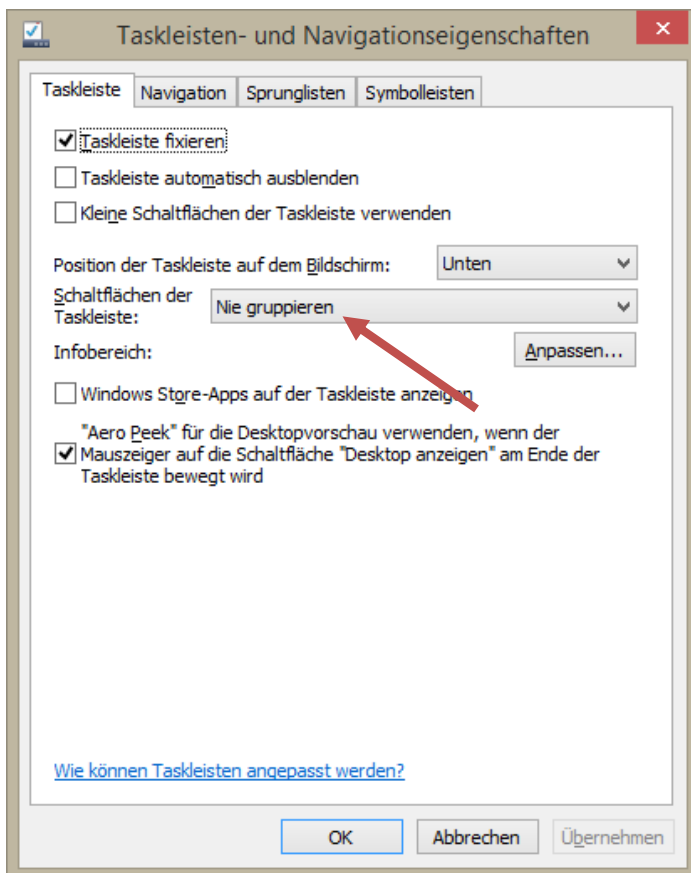 Taskleisten- und Navigationseigenschaften
Taskleiste Navigation Sprunglisten Symbolleisten
Taskleiste fixieren
Taskleiste automatisch ausblenden
Kleine Schaltflächen der Taskleiste verwenden
Position der Taskleiste auf dem Bildschirm: Unten
Schaltflächen der
Taskleiste: Nie gruppieren
Infobereich: Anpassen...
Windows Store-Apps auf der Taskleiste anzeigen
"Aero Peek" für die Desktopvorschau verwenden, wenn der
Mauszeiger auf die Schaltfläche "Desktop anzeigen" am Ende der
Taskleiste bewegt wird
Wie können Taskleisten angepasst werden?
OK Abbrechen Übernehmen